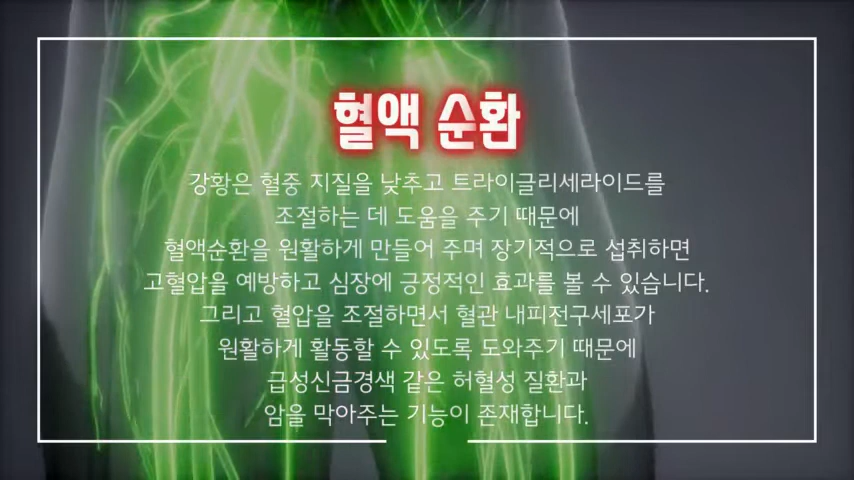 혈액 순환
강황은 혈중 지질을 낮추고 트라이글리세라이드를
조절하는 데 도움을 주기 때문에
혈액순환을 원활하게 만들어 주며 장기적으로 섭취하면
고혈압을 예방하고 심장에 긍정적인 효과를 볼 수 있습니다.
그리고 혈압을 조절하면서 혈관 내피전구세포가
원활하게 활동할 수 있도록 도와주기 때문에
급성신금경색 같은 허혈성 질환과
암을 막아주는 기능이 존재합니다.